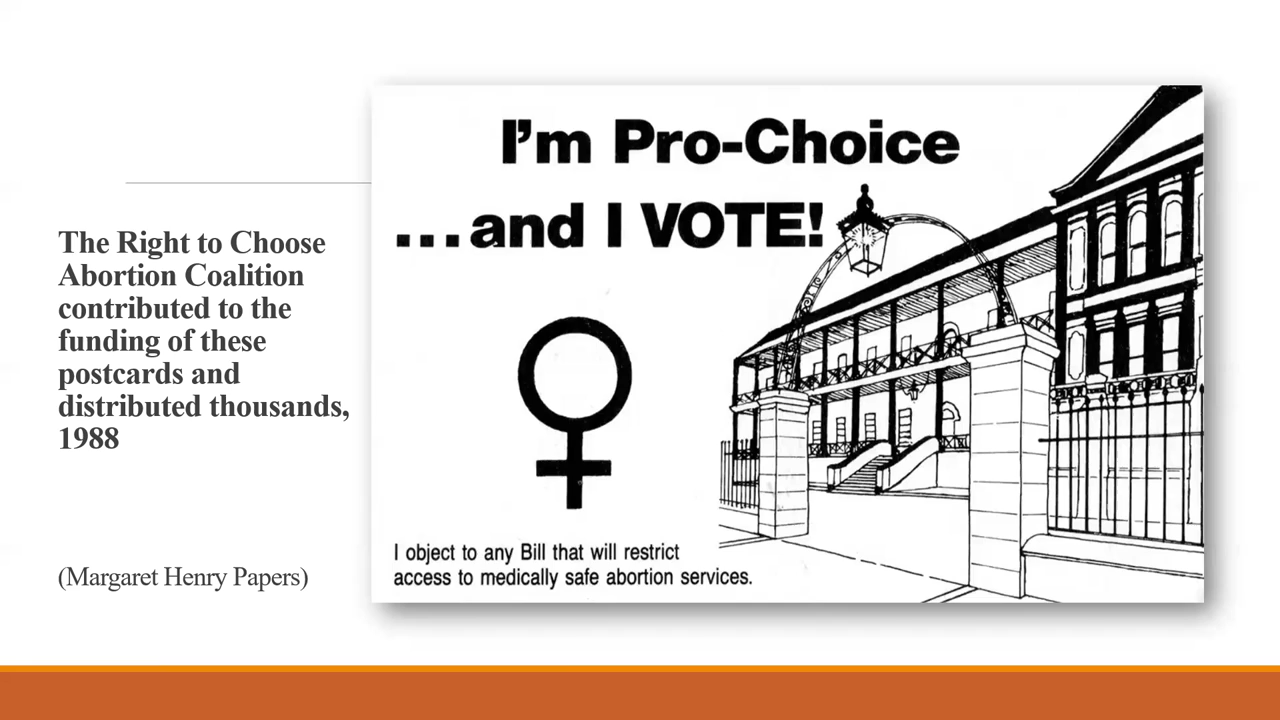 The Right to Choose
Abortion Coalition
contributed to the
funding of these
postcards and
distributed thousands,
1988
(Margaret Henry Papers)
I'm Pro-Choice
...and I VOTE!
I object to any Bill that will restrict
access to medically safe abortion services.